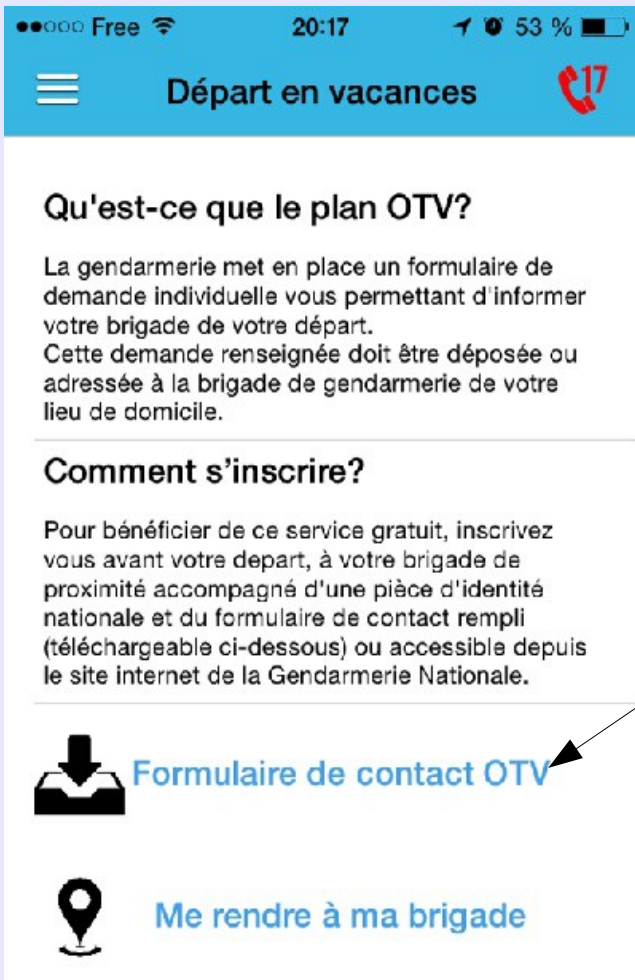 Free 20:17 53 %
Départ en vacances 17
Qu'est-ce que le plan OTV?
La gendarmerie met en place un formulaire de
demande individuelle vous permettant d'informer
votre brigade de votre départ.
Cette demande renseignée doit être déposée ou
adressée à la brigade de gendarmerie de votre
lieu de domicile.
Comment s’inscrire?
Pour bénéficier de ce service gratuit, inscrivez
vous avant votre depart, à votre brigade de
proximité accompagné d'une pièce d'identité
nationale et du formulaire de contact rempli
(téléchargeable ci-dessous) ou accessible depuis
le site internet de la Gendarmerie Nationale.
Formulaire de contact OTV
Me rendre à ma brigade